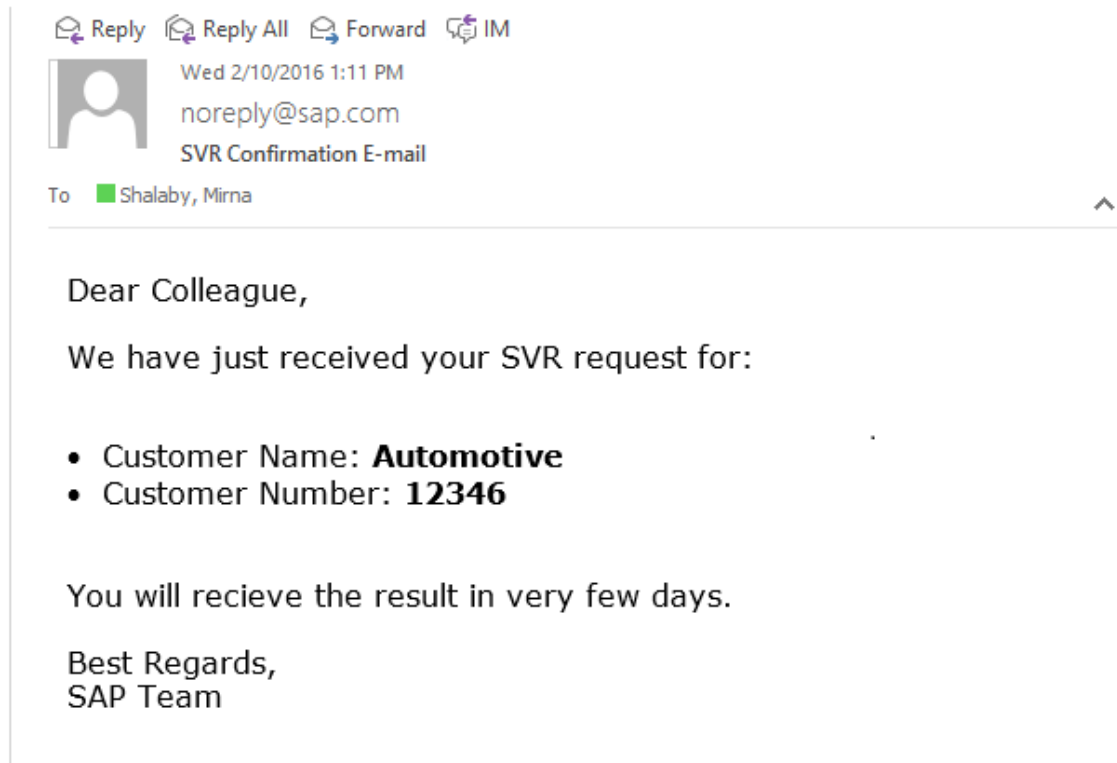 Reply Reply All Forward IM
Wed 2/10/2016 1:11 PM
noreply@sap.com
SVR Confirmation E-mail
To Shalaby, Mirna
Dear Colleague,
We have just received your SVR request for:
• Customer Name: Automotive
• Customer Number: 12346
You will recieve the result in very few days.
Best Regards,
SAP Team